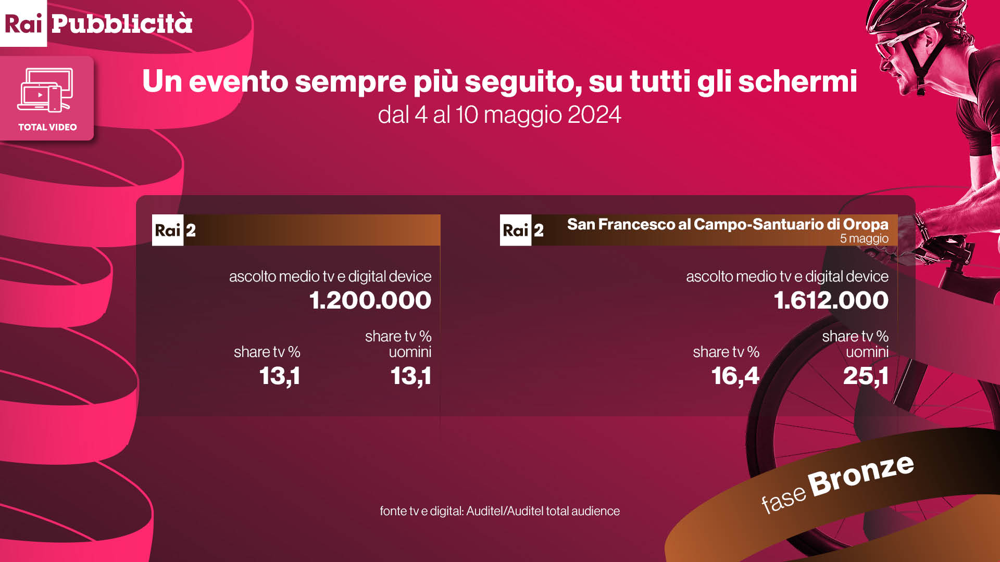 Rai Pubblicità
TOTAL VIDEO
Un evento sempre più seguito, su tutti gli schermi
dal 4 al 10 maggio 2024
Rai 2
ascolto medio tv e digital device
1.200.000
share tv %
13,1
share tv %
uomini
13,1
Rai 2
San Francesco al Campo-Santuario di Oropa
5 maggio
ascolto medio tv e digital device
1.612.000
share tv %
16,4
share tv %
uomini
25,1
fase Bronze
fonte tv e digital: Auditel/Auditel total audience